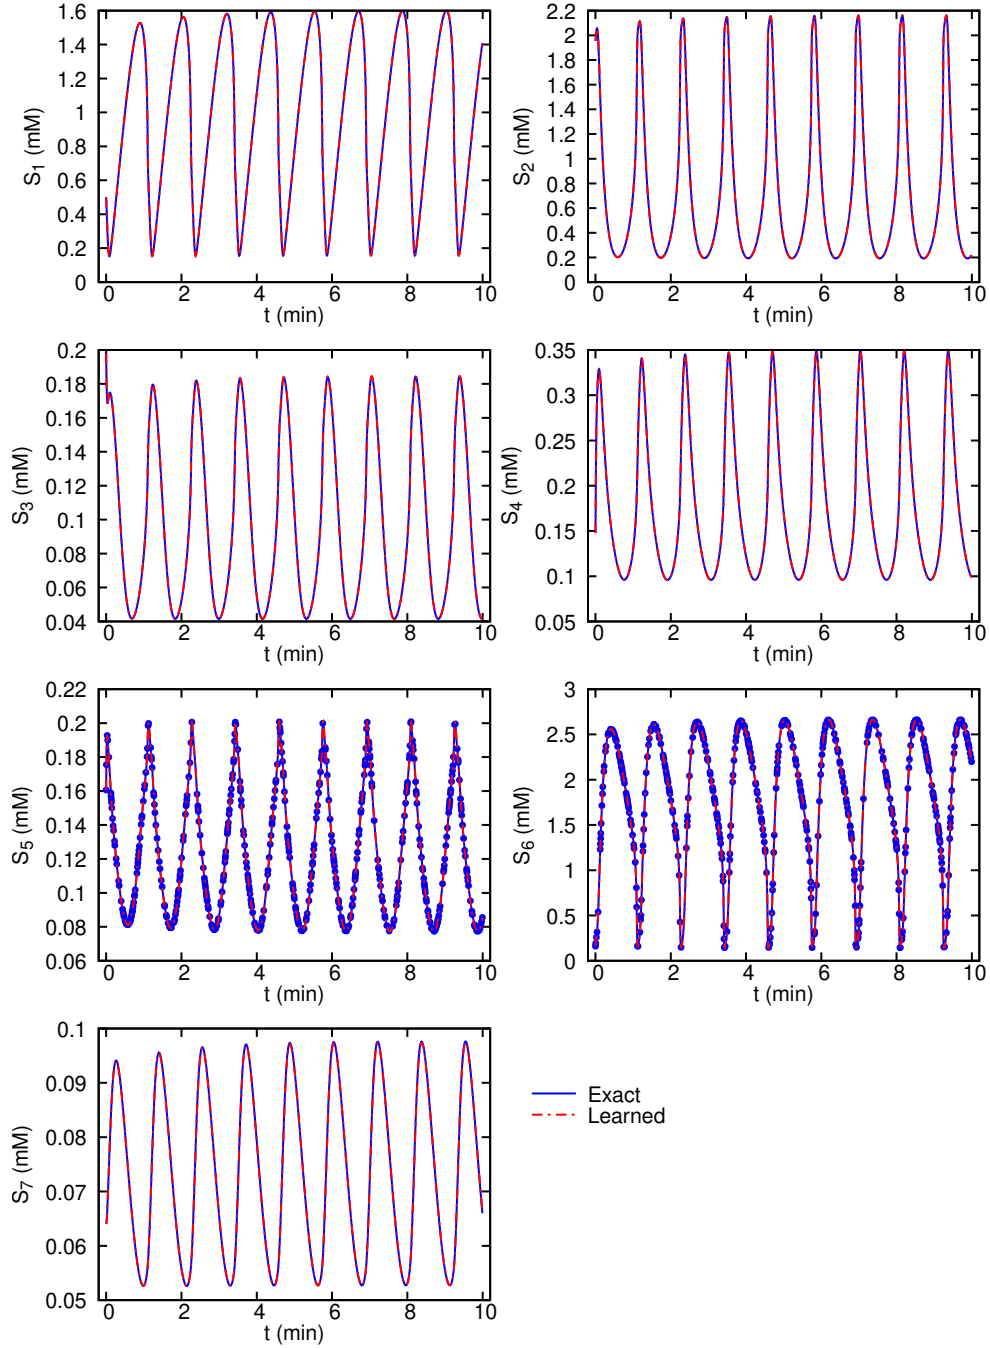 1.6
1.4
1.2
1
0.8
0.6
0.4
0.2
0
S1 (mM)
0 2 4 6 8 10
t (min)
2.2
2
1.8
1.6
1.4
1.2
1
0.8
0.6
0.4
0.2
0
S2 (mM)
0 2 4 6 8 10
t (min)
0.2
0.18
0.16
0.14
0.12
0.1
0.08
0.06
0.04
S3 (mM)
0 2 4 6 8 10
t (min)
0.35
0.3
0.25
0.2
0.15
0.1
0.05
S4 (mM)
0 2 4 6 8 10
t (min)
0.22
0.2
0.18
0.16
0.14
0.12
0.1
0.08
0.06
S5 (mM)
0 2 4 6 8 10
t (min)
3
2.5
2
1.5
1
0.5
0
S6 (mM)
0 2 4 6 8 10
t (min)
0.1
0.09
0.08
0.07
0.06
0.05
S7 (mM)
0 2 4 6 8 10
t (min)
Exact
Learned